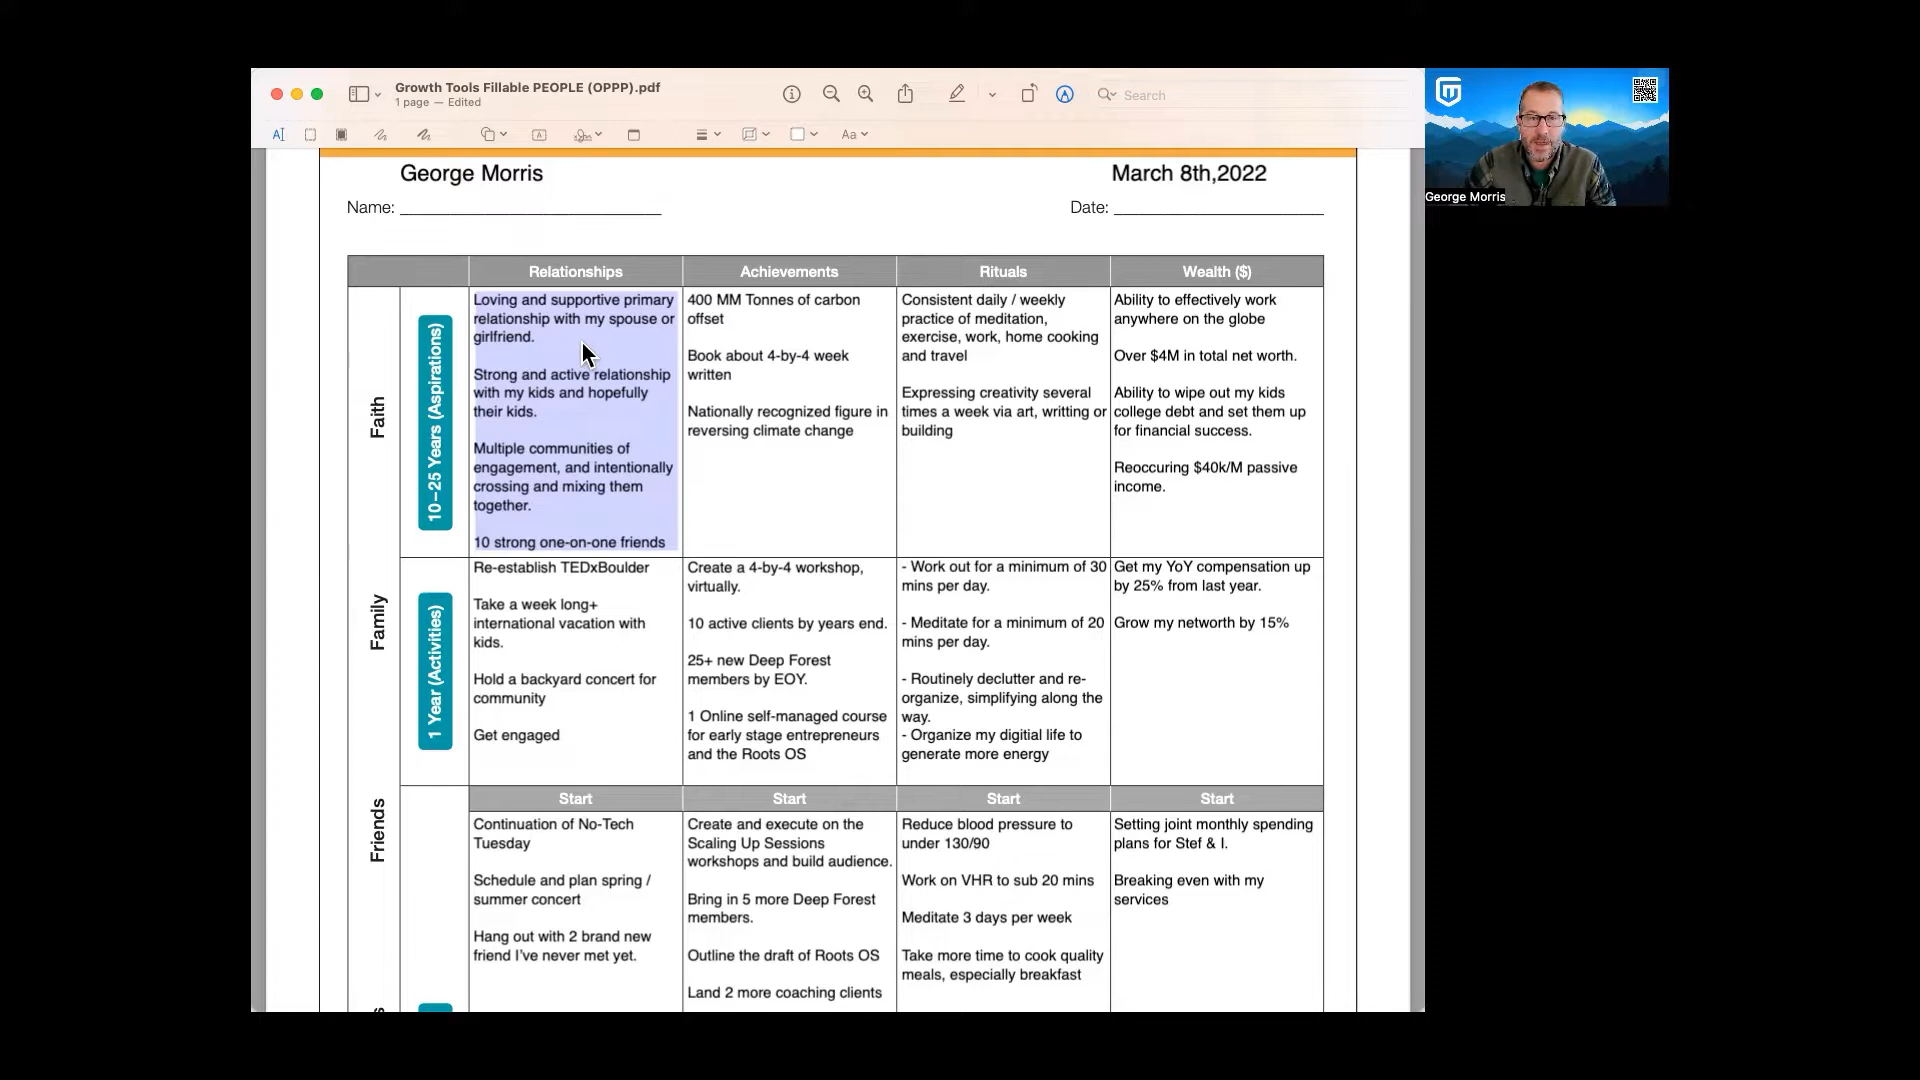 Growth Tools Fillable PEOPLE (OPPP).pdf
1 page — Edited
Search
A
Aa
George Morris
March 8th,2022
Name:
Date:
George Morris
Relationships
Achievements
Rituals
Wealth ($)
Faith
Family
Friends
10–25 Years (Aspirations)
Loving and supportive primary
relationship with my spouse or
girlfriend.
Strong and active relationship
with my kids and hopefully
their kids.
Multiple communities of
engagement, and intentionally
crossing and mixing them
together.
10 strong one-on-one friends
400 MM Tonnes of carbon
offset
Book about 4-by-4 week
written
Nationally recognized figure in
reversing climate change
Consistent daily / weekly
practice of meditation,
exercise, work, home cooking
and travel
Expressing creativity several
times a week via art, writting or
building
Ability to effectively work
anywhere on the globe
Over $4M in total net worth.
Ability to wipe out my kids
college debt and set them up
for financial success.
Reoccuring $40k/M passive
income.
1 Year (Activities)
Re-establish TEDxBoulder
Take a week long+
international vacation with
kids.
Hold a backyard concert for
community
Get engaged
Create a 4-by-4 workshop,
virtually.
10 active clients by years end.
25+ new Deep Forest
members by EOY.
1 Online self-managed course
for early stage entrepreneurs
and the Roots OS
- Work out for a minimum of 30
mins per day.
- Meditate for a minimum of 20
mins per day.
- Routinely declutter and re-
organize, simplifying along the
way.
- Organize my digitial life to
generate more energy
Get my YoY compensation up
by 25% from last year.
Grow my networth by 15%
Start
Start
Start
Start
Continuation of No-Tech
Tuesday
Schedule and plan spring /
summer concert
Hang out with 2 brand new
friend I've never met yet.
Create and execute on the
Scaling Up Sessions
workshops and build audience.
Bring in 5 more Deep Forest
members.
Outline the draft of Roots OS
Land 2 more coaching clients
Reduce blood pressure to
under 130/90
Work on VHR to sub 20 mins
Meditate 3 days per week
Take more time to cook quality
meals, especially breakfast
Setting joint monthly spending
plans for Stef & I.
Breaking even with my
services